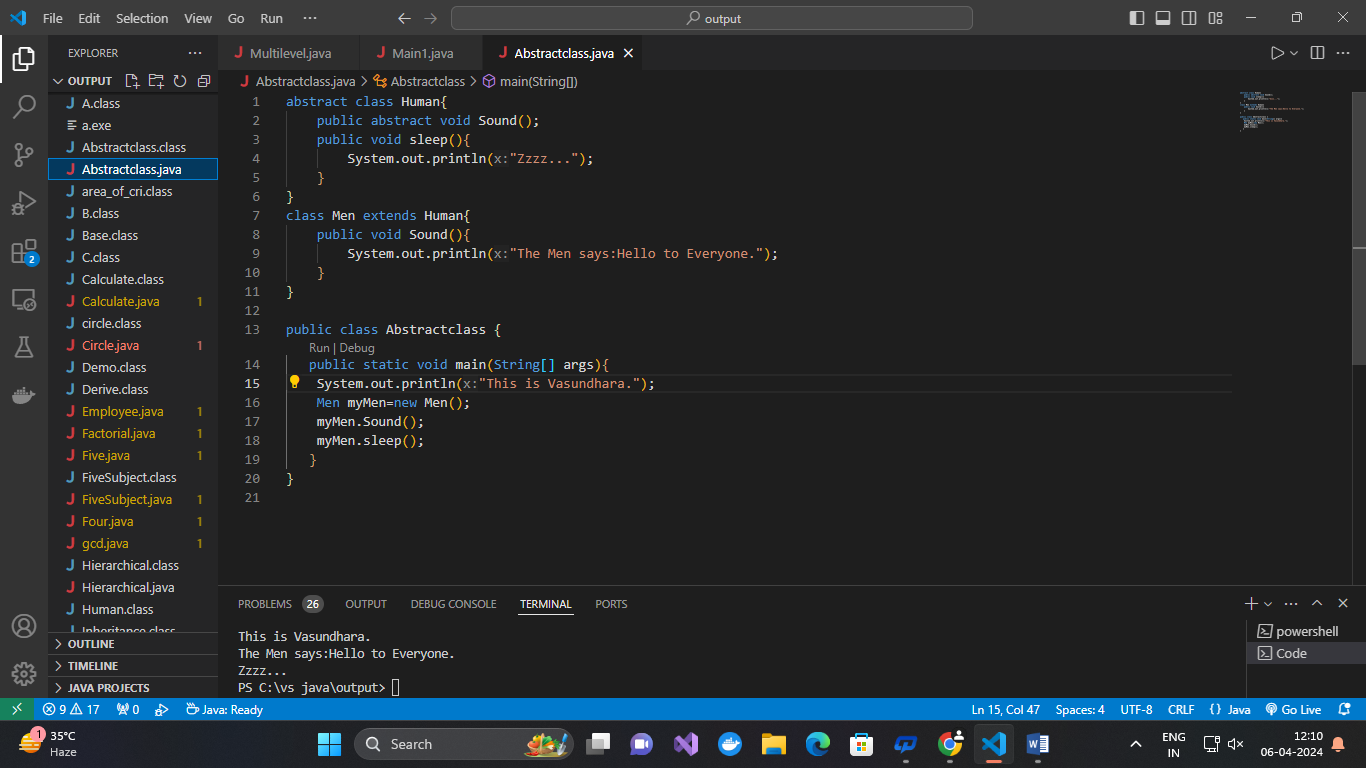 File Edit Selection View Go Run ··· output
EXPLORER ···
Multilevel.java Main1.java Abstractclass.java
OUTPUT
Abstractclass.java > Abstractclass > main(String[])
A.class
a.exe
Abstractclass.class
Abstractclass.java
area_of_cri.class
B.class
Base.class
C.class
Calculate.class
Calculate.java 1
circle.class
Circle.java 1
Demo.class
Derive.class
Employee.java 1
Factorial.java 1
Five.java 1
FiveSubject.class
FiveSubject.java 1
Four.java 1
gcd.java 1
Hierarchical.class
Hierarchical.java
Human.class
Inheritance.class
OUTLINE
TIMELINE
JAVA PROJECTS
2
1 abstract class Human{
2 public abstract void Sound();
3 public void sleep(){
4 System.out.println(x:"Zzzz...");
5 }
6 }
7 class Men extends Human{
8 public void Sound(){
9 System.out.println(x:"The Men says:Hello to Everyone.");
10 }
11 }
12
13 public class Abstractclass {
Run | Debug
14 public static void main(String[] args){
15 System.out.println(x:"This is Vasundhara.");
16 Men myMen=new Men();
17 myMen.Sound();
18 myMen.sleep();
19 }
20 }
21
PROBLEMS 26 OUTPUT DEBUG CONSOLE TERMINAL PORTS
This is Vasundhara.
The Men says:Hello to Everyone.
Zzzz...
PS C:\vs java\output>
powershell
Code
9 17 0 Java: Ready Ln 15, Col 47 Spaces: 4 UTF-8 CRLF {} Java Go Live
1 35°C
Haze
Search
ENG
IN
12:10
06-04-2024